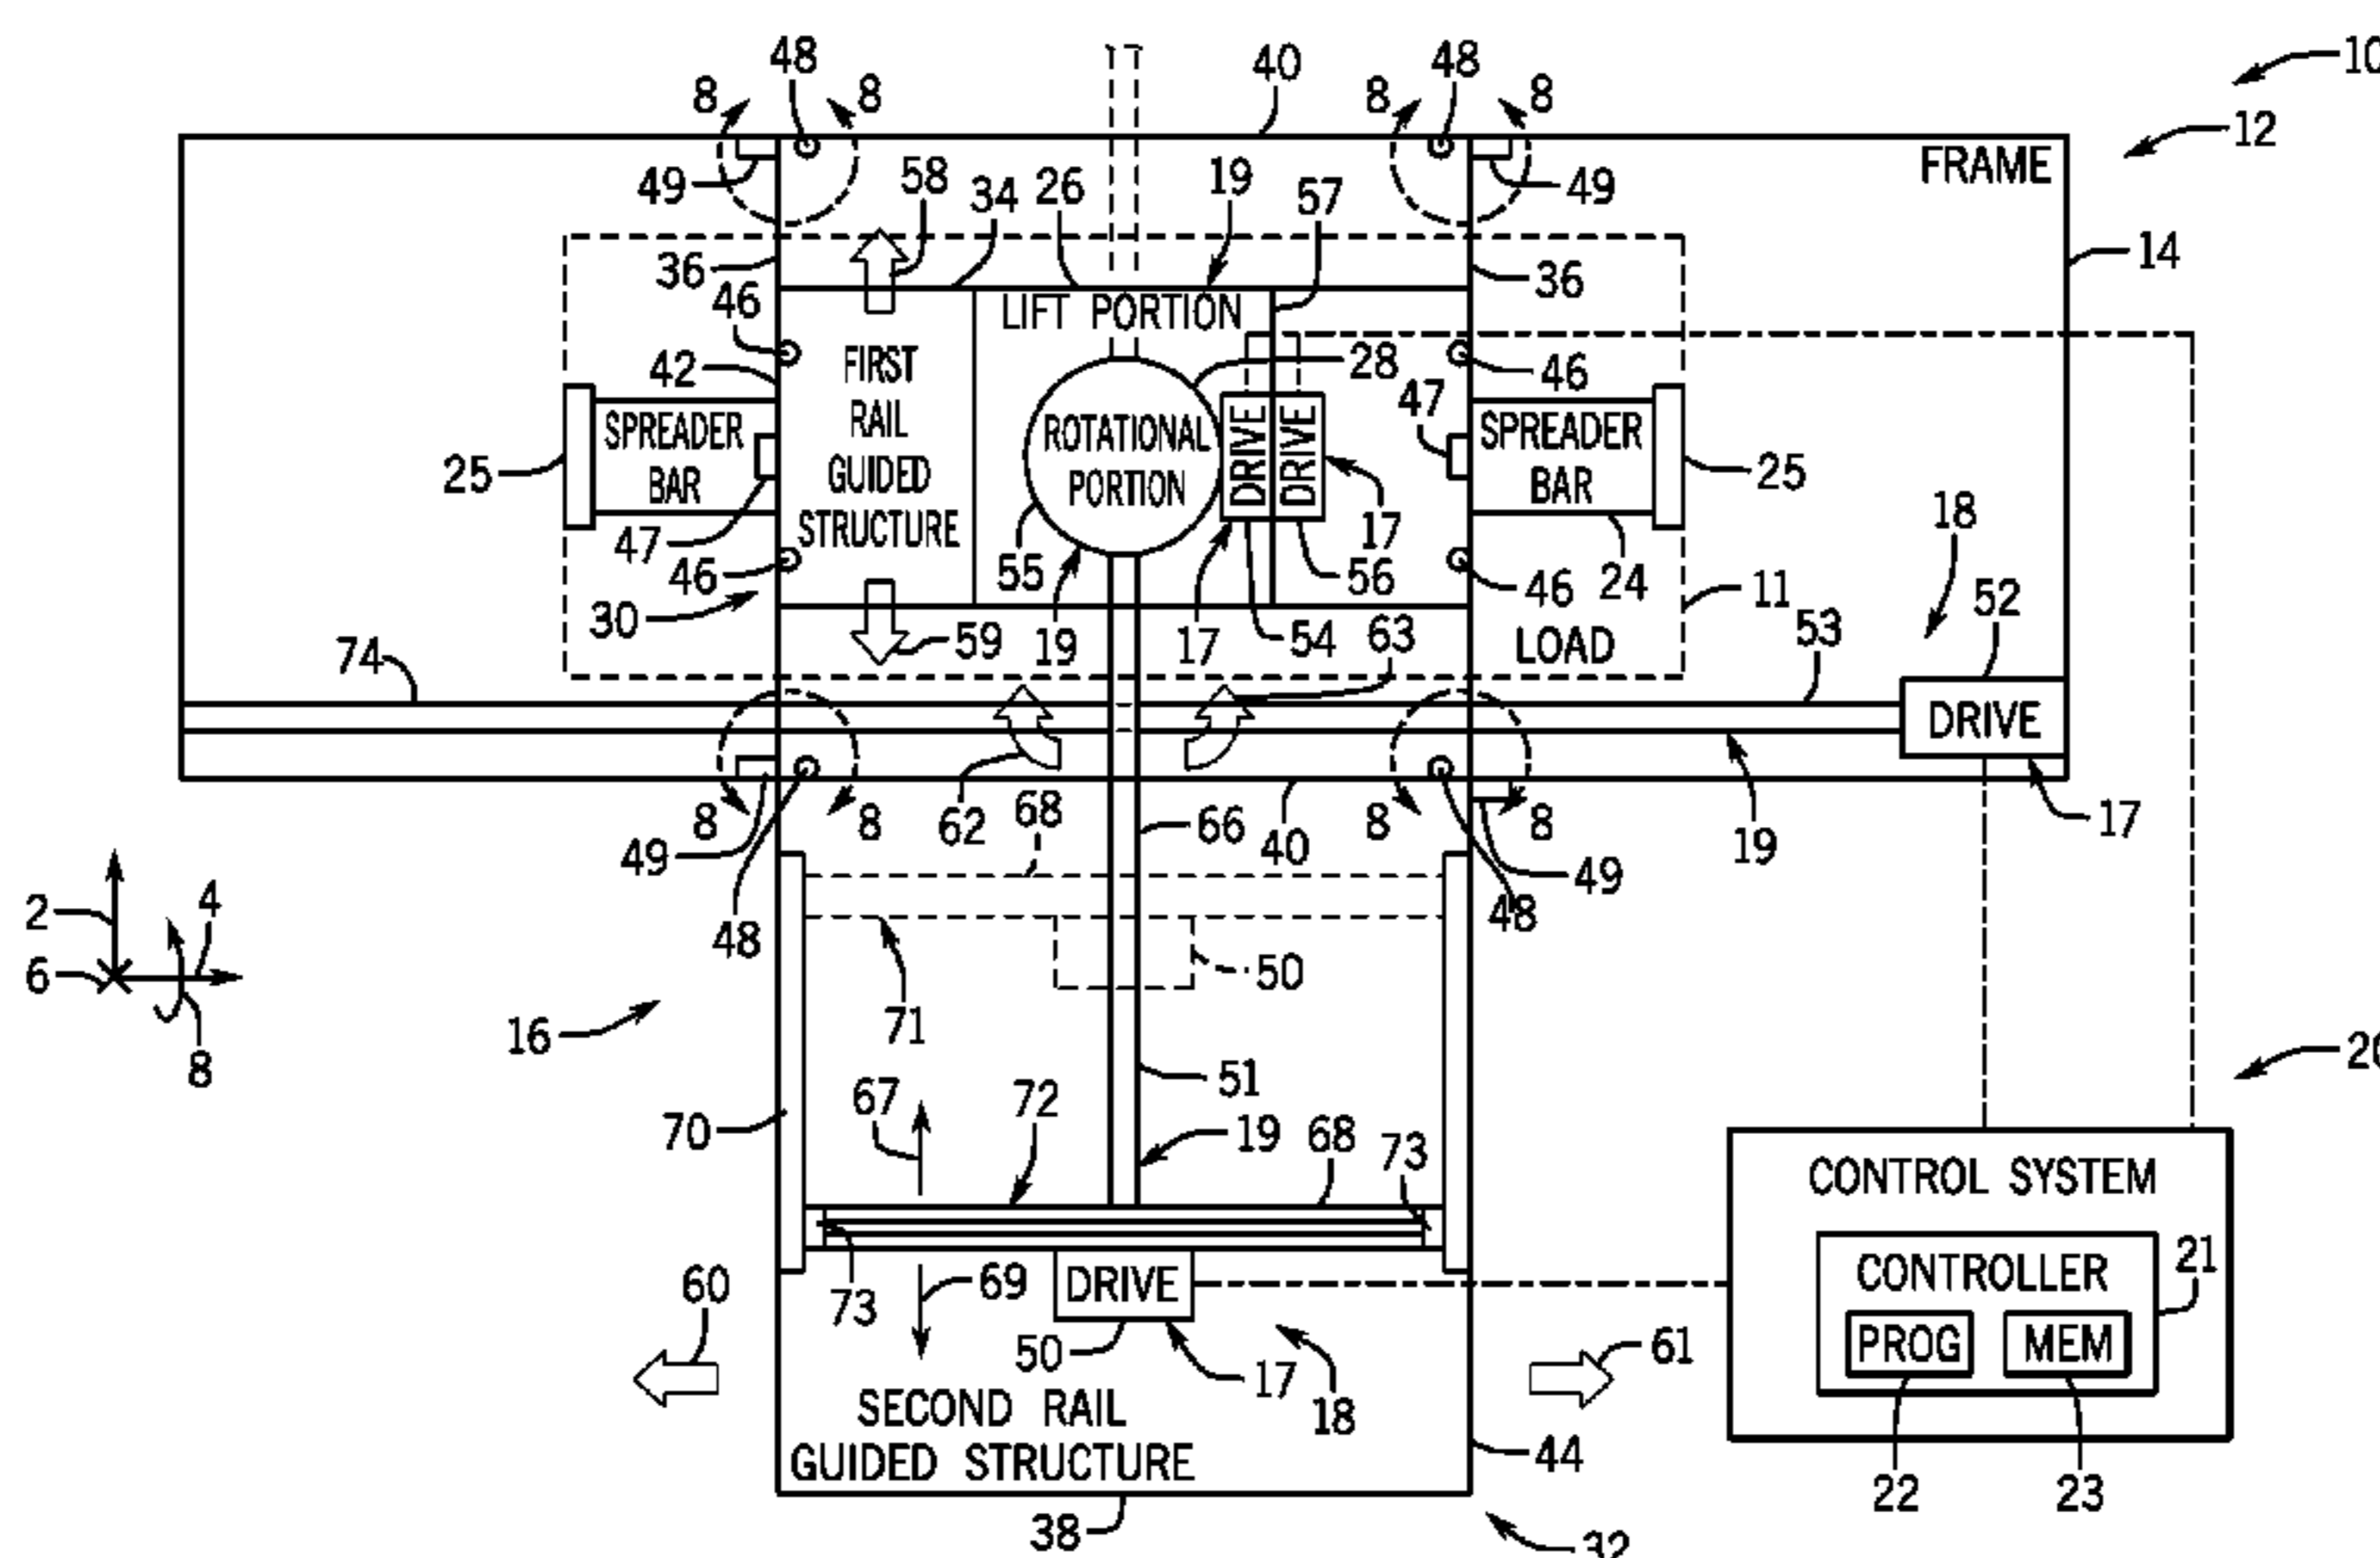 48 40 48 10
8 8 8 8 12
FRAME
49 58 34 26 19 57 49
36 36 14
46 LIFT PORTION
42 FIRST RAIL GUIDED STRUCTURE 28 46
47
SPREADER BAR ROTATIONAL PORTION DRIVE DRIVE SPREADER BAR
25 25
47 17 18
46 55 56 46 24 11 52
30 59 19 17 54 63 LOAD 53
74
DRIVE
8 8 62 68 66 8 8 17
49 40 19
2 4 48 49
48
6 50
16 71
8 51 20
67 72
70 19 68 73
CONTROL SYSTEM
60 69 DRIVE CONTROLLER 21
73
50 17 61 PROG MEM
SECOND RAIL GUIDED STRUCTURE 18
44
22 23
38 32